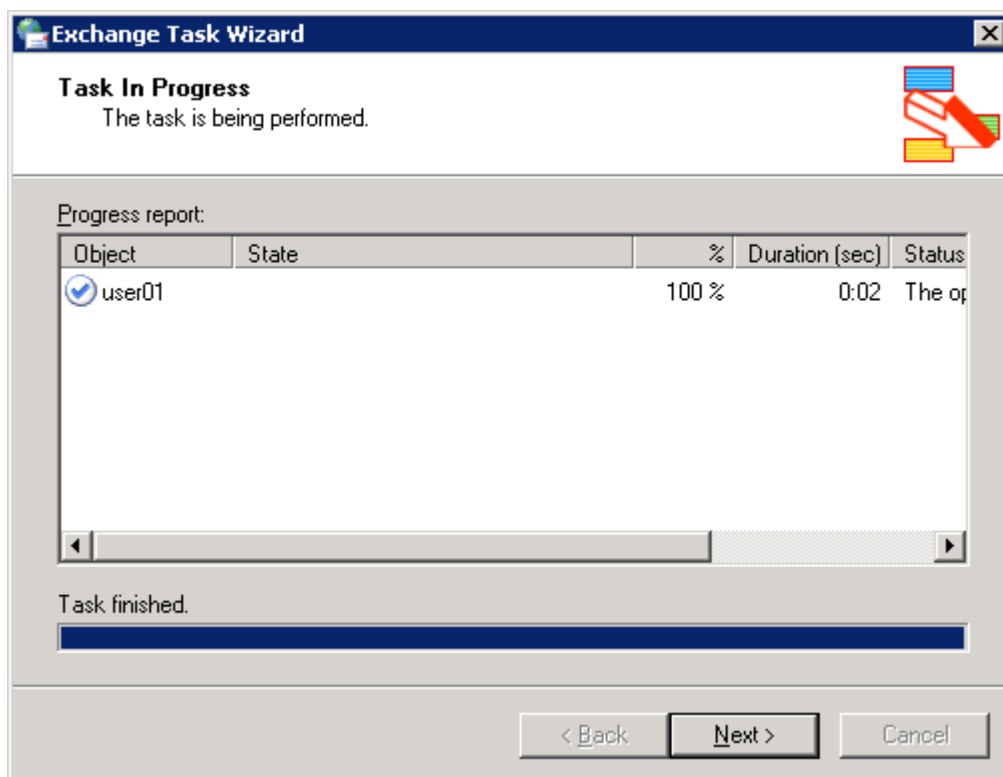 Exchange Task Wizard
Task In Progress
The task is being performed.
Progress report:
Object State % Duration (sec) Status
user01 100 % 0:02 The op
Task finished.
< Back Next > Cancel